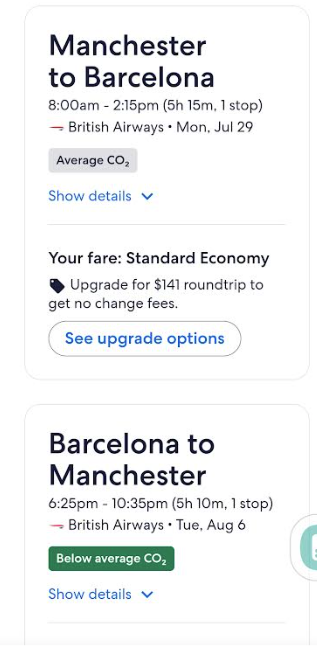 Manchester
to Barcelona
8:00am - 2:15pm (5h 15m, 1 stop)
British Airways • Mon, Jul 29
Average CO₂
Show details
Your fare: Standard Economy
Upgrade for $141 roundtrip to
get no change fees.
See upgrade options
Barcelona to
Manchester
6:25pm - 10:35pm (5h 10m, 1 stop)
British Airways • Tue, Aug 6
Below average CO₂
Show details